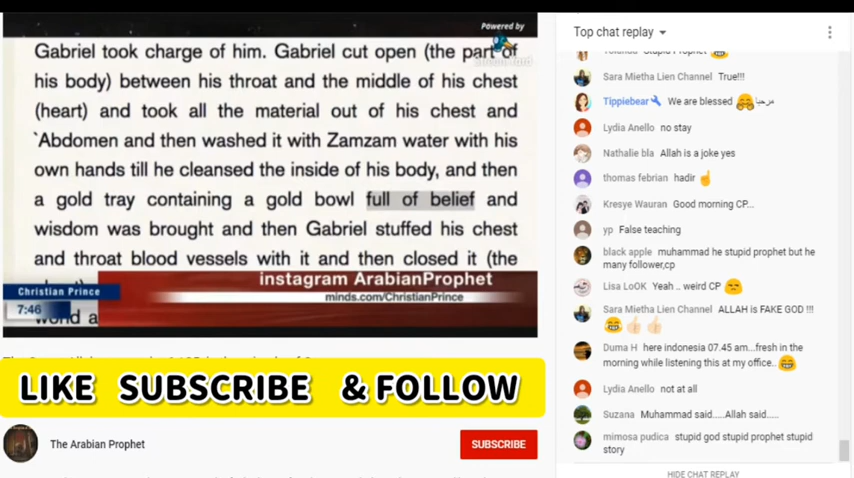 Powered by
Gabriel took charge of him. Gabriel cut open (the part of
his body) between his throat and the middle of his chest
(heart) and took all the material out of his chest and
`Abdomen and then washed it with Zamzam water with his
own hands till he cleansed the inside of his body, and then
a gold tray containing a gold bowl full of belief and
wisdom was brought and then Gabriel stuffed his chest
and throat blood vessels with it and then closed it (the
instagram ArabianProphet
Christian Prince
minds.com/ChristianPrince
7:46
LIKE SUBSCRIBE & FOLLOW
The Arabian Prophet
SUBSCRIBE
Top chat replay
Sara Mietha Lien Channel True!!!
Tippiebear We are blessed 🤗 مرحبا
Lydia Anello no stay
Nathalie bla Allah is a joke yes
thomas febrian hadir ☝
Kresye Wauran Good morning CP...
yp False teaching
black apple muhammad he stupid prophet but he
many follower,cp
Lisa LoOK Yeah .. weird CP 😔
Sara Mietha Lien Channel ALLAH is FAKE GOD !!!
😂👍🏻👍🏻
Duma H here indonesia 07.45 am...fresh in the
morning while listening this at my office.. 😂
Lydia Anello not at all
Suzana Muhammad said.....Allah said.....
mimosa pudica stupid god stupid prophet stupid
story
HIDE CHAT REPLAY